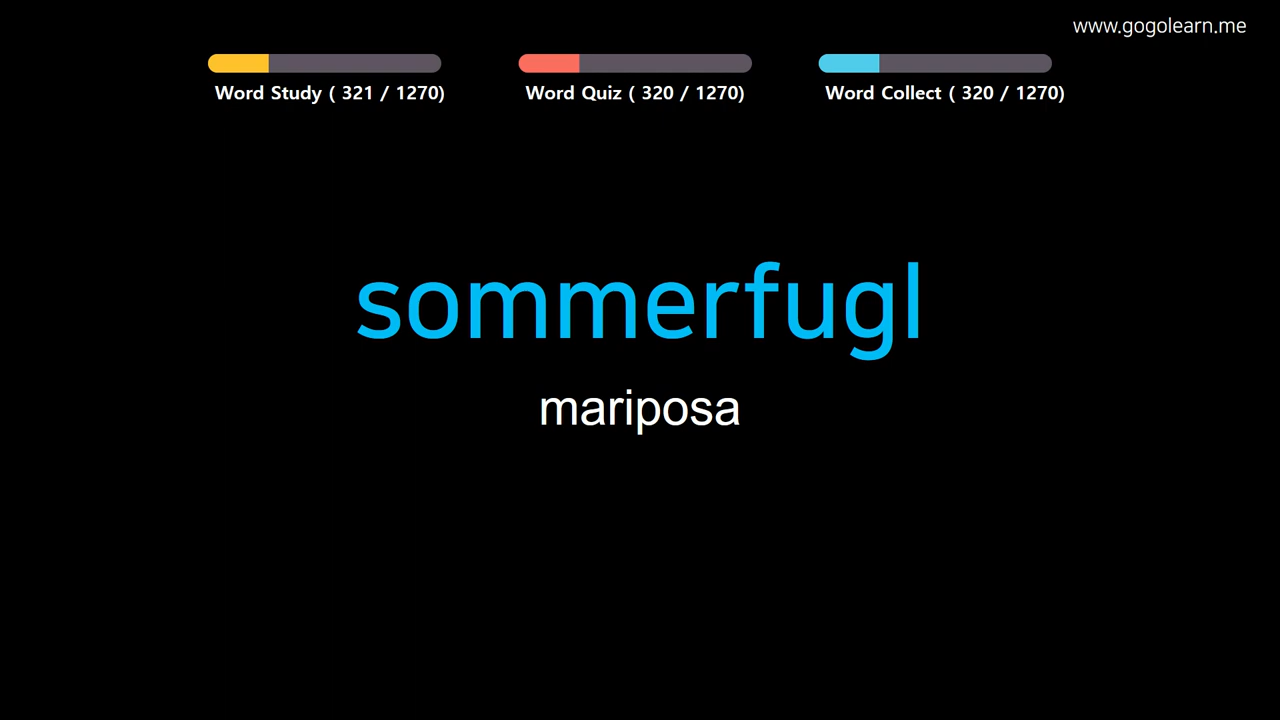 www.gogolearn.me
Word Study ( 321 / 1270)
Word Quiz ( 320 / 1270)
Word Collect ( 320 / 1270)
sommerfugl
mariposa